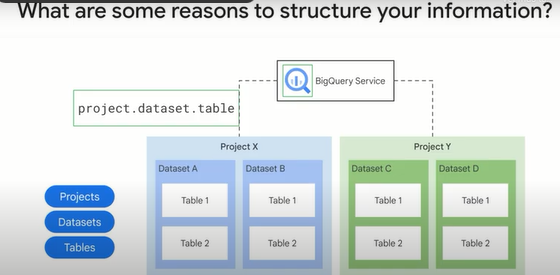 What are some reasons to structure your information?
BigQuery Service
project.dataset.table
Project X
Project Y
Dataset A
Dataset B
Dataset C
Dataset D
Projects
Table 1
Table 1
Table 1
Table 1
Datasets
Tables
Table 2
Table 2
Table 2
Table 2